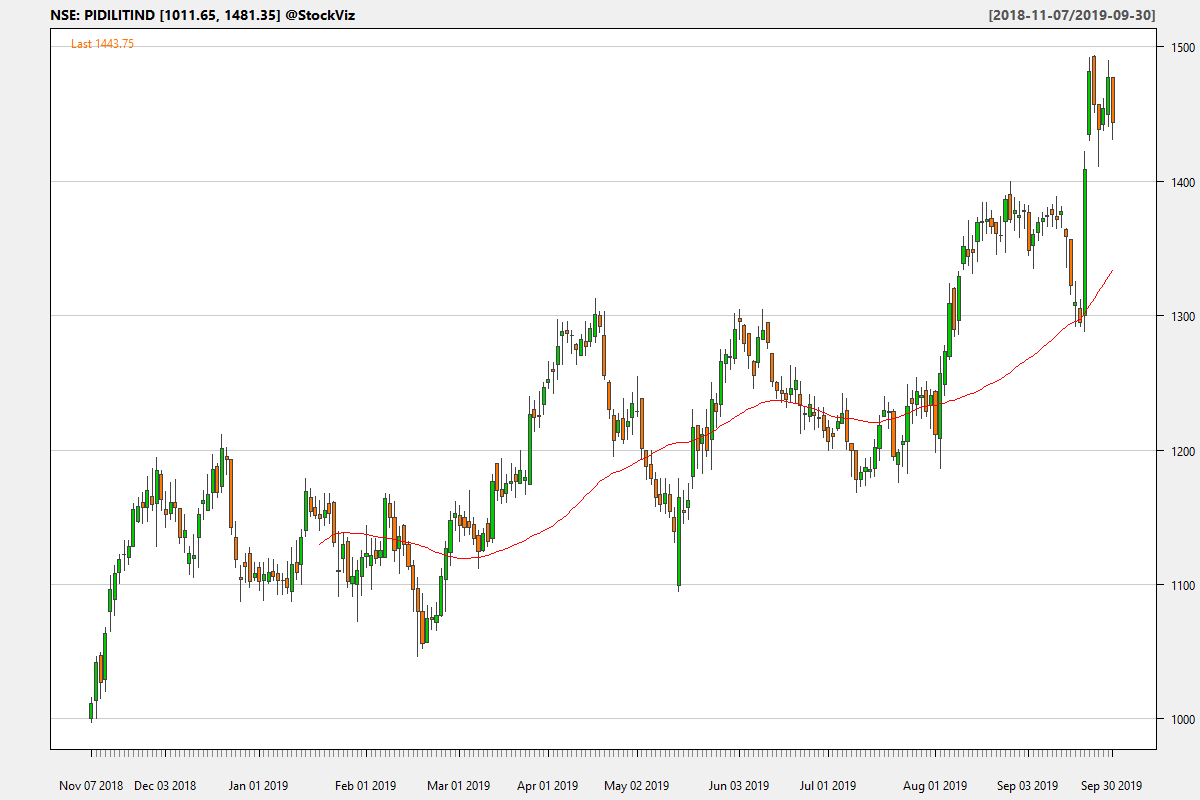 NSE: PIDILITIND [1011.65, 1481.35] @StockViz
[2018-11-07/2019-09-30]
Last 1443.75
1500
1400
1300
1200
1100
1000
Nov 07 2018 Dec 03 2018 Jan 01 2019 Feb 01 2019 Mar 01 2019 Apr 01 2019 May 02 2019 Jun 03 2019 Jul 01 2019 Aug 01 2019 Sep 03 2019 Sep 30 2019